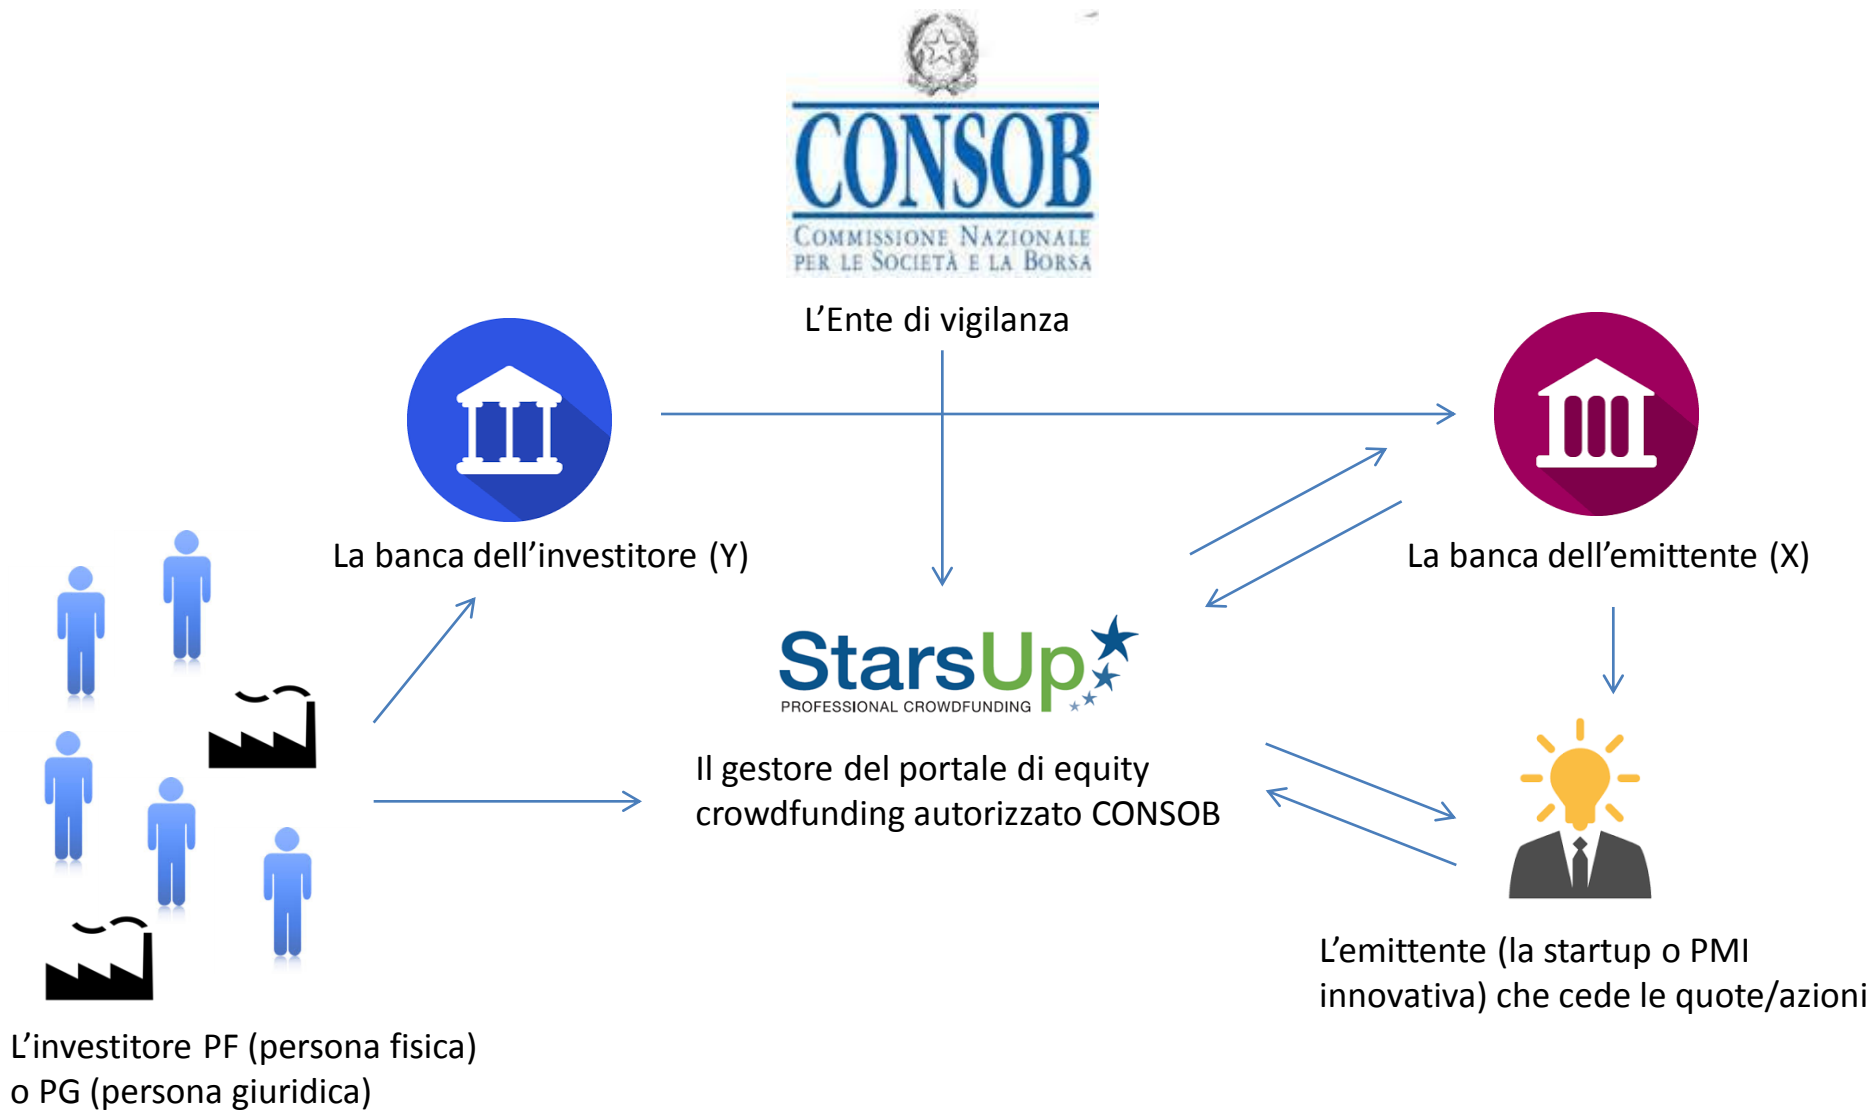 CONSOB
COMMISSIONE NAZIONALE
PER LE SOCIETÀ E LA BORSA
L’Ente di vigilanza
La banca dell’investitore (Y)
La banca dell’emittente (X)
StarsUp
PROFESSIONAL CROWDFUNDING
Il gestore del portale di equity
crowdfunding autorizzato CONSOB
L’emittente (la startup o PMI
innovativa) che cede le quote/azioni
L’investitore PF (persona fisica)
o PG (persona giuridica)